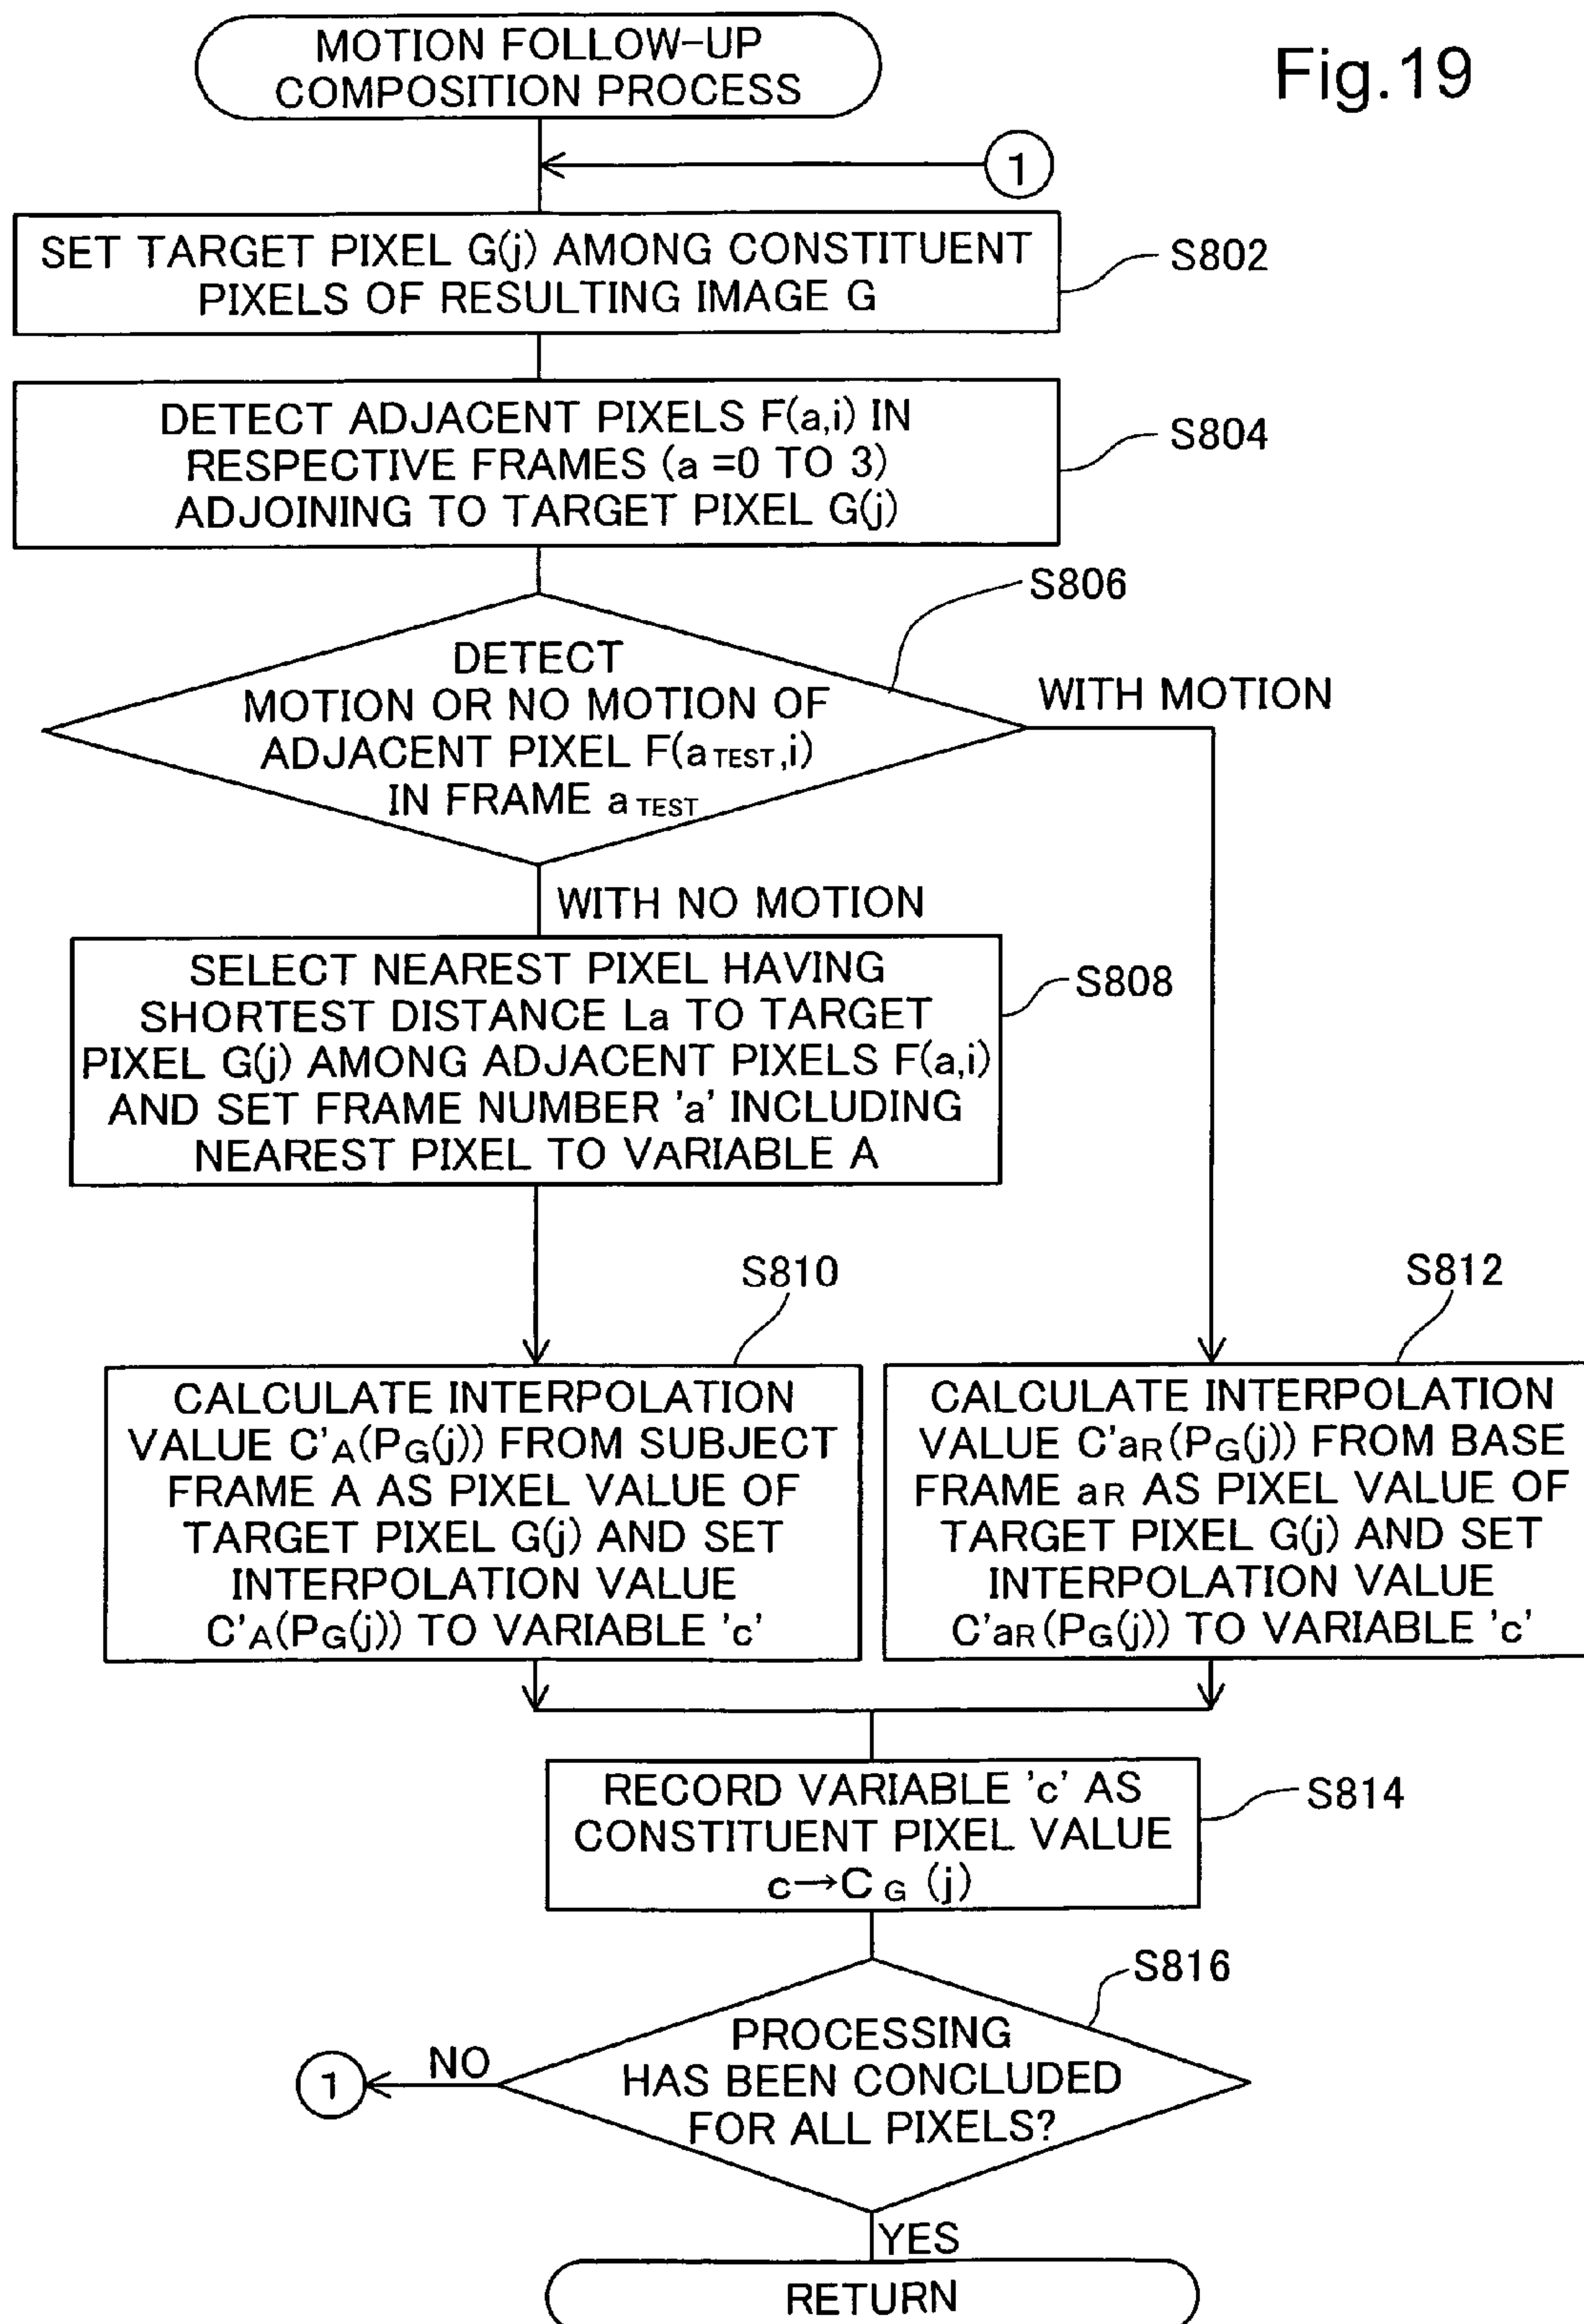 MOTION FOLLOW-UP
COMPOSITION PROCESS
Fig.19
1
SET TARGET PIXEL G(j) AMONG CONSTITUENT
PIXELS OF RESULTING IMAGE G
S802
DETECT ADJACENT PIXELS F(a,i) IN
RESPECTIVE FRAMES (a =0 TO 3)
ADJOINING TO TARGET PIXEL G(j)
S804
S806
DETECT
MOTION OR NO MOTION OF
ADJACENT PIXEL F(aTEST,i)
IN FRAME aTEST
WITH MOTION
WITH NO MOTION
SELECT NEAREST PIXEL HAVING
SHORTEST DISTANCE La TO TARGET
PIXEL G(j) AMONG ADJACENT PIXELS F(a,i)
AND SET FRAME NUMBER 'a' INCLUDING
NEAREST PIXEL TO VARIABLE A
S808
S810
CALCULATE INTERPOLATION
VALUE C'A(PG(j)) FROM SUBJECT
FRAME A AS PIXEL VALUE OF
TARGET PIXEL G(j) AND SET
INTERPOLATION VALUE
C'A(PG(j)) TO VARIABLE 'c'
S812
CALCULATE INTERPOLATION
VALUE C'aR(PG(j)) FROM BASE
FRAME aR AS PIXEL VALUE OF
TARGET PIXEL G(j) AND SET
INTERPOLATION VALUE
C'aR(PG(j)) TO VARIABLE 'c'
RECORD VARIABLE 'c' AS
CONSTITUENT PIXEL VALUE
c→CG (j)
S814
S816
PROCESSING
HAS BEEN CONCLUDED
FOR ALL PIXELS?
NO
1
YES
RETURN